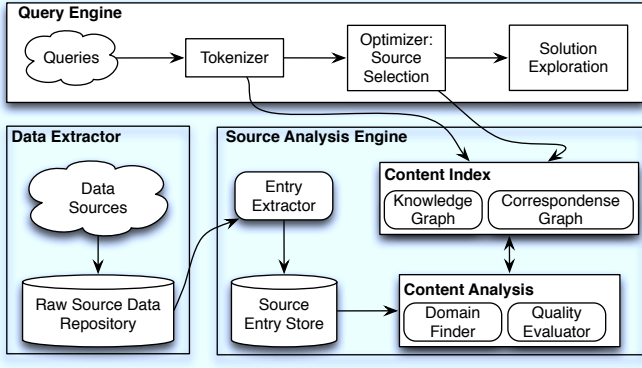 Query Engine
Queries
Tokenizer
Optimizer:
Source
Selection
Solution
Exploration
Data Extractor
Data
Sources
Raw Source Data
Repository
Source Analysis Engine
Entry
Extractor
Source
Entry Store
Content Index
Knowledge
Graph
Correspondense
Graph
Content Analysis
Domain
Finder
Quality
Evaluator